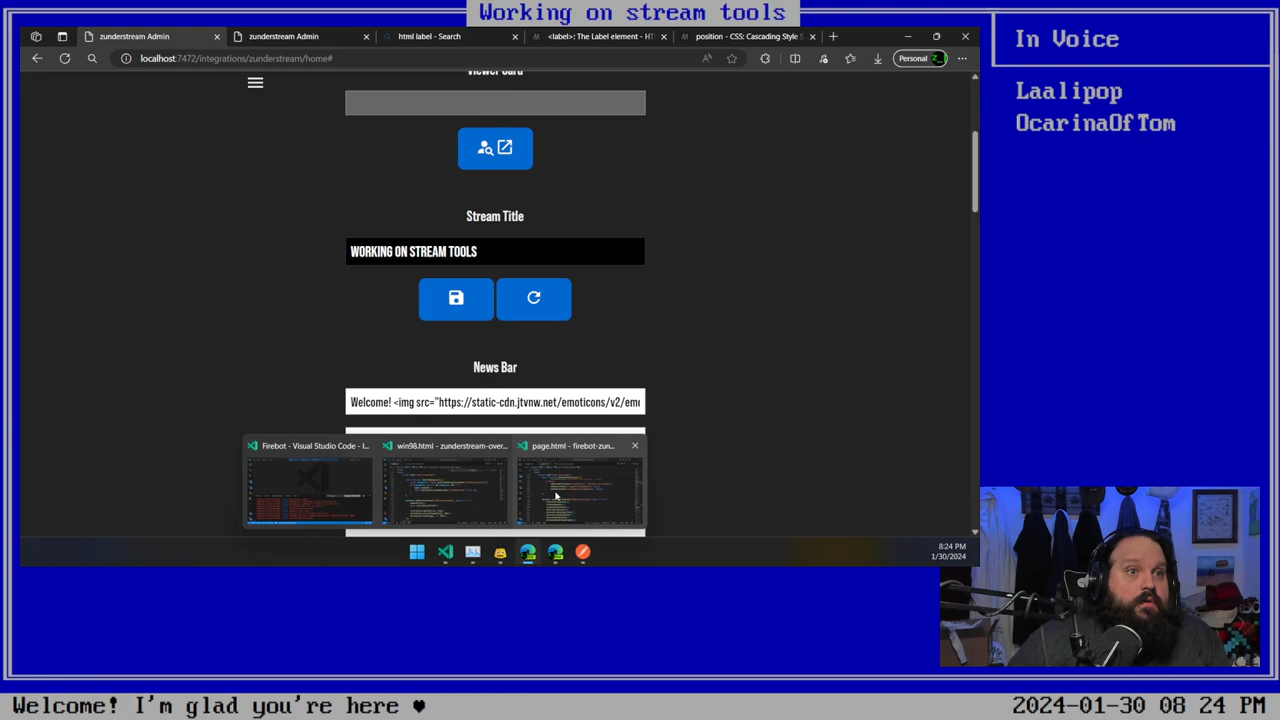 Working on stream tools
In Voice
Laalipop
OcarinaOfTom
zunderstream Admin
zunderstream Admin
html label - Search
<label>: The Label element - HT
position - CSS: Cascading Style S
localhost:7472/integrations/zunderstream/home#
Personal
Viewer Card
Stream Title
WORKING ON STREAM TOOLS
News Bar
Welcome! <img src="https://static-cdn.jtvnw.net/emoticons/v2/emo
Firebot - Visual Studio Code - I...
win98.html - zunderstream-over...
page.html - firebot-zun...
8:24 PM
1/30/2024
Welcome! I'm glad you're here ♥
2024-01-30 08 24 PM